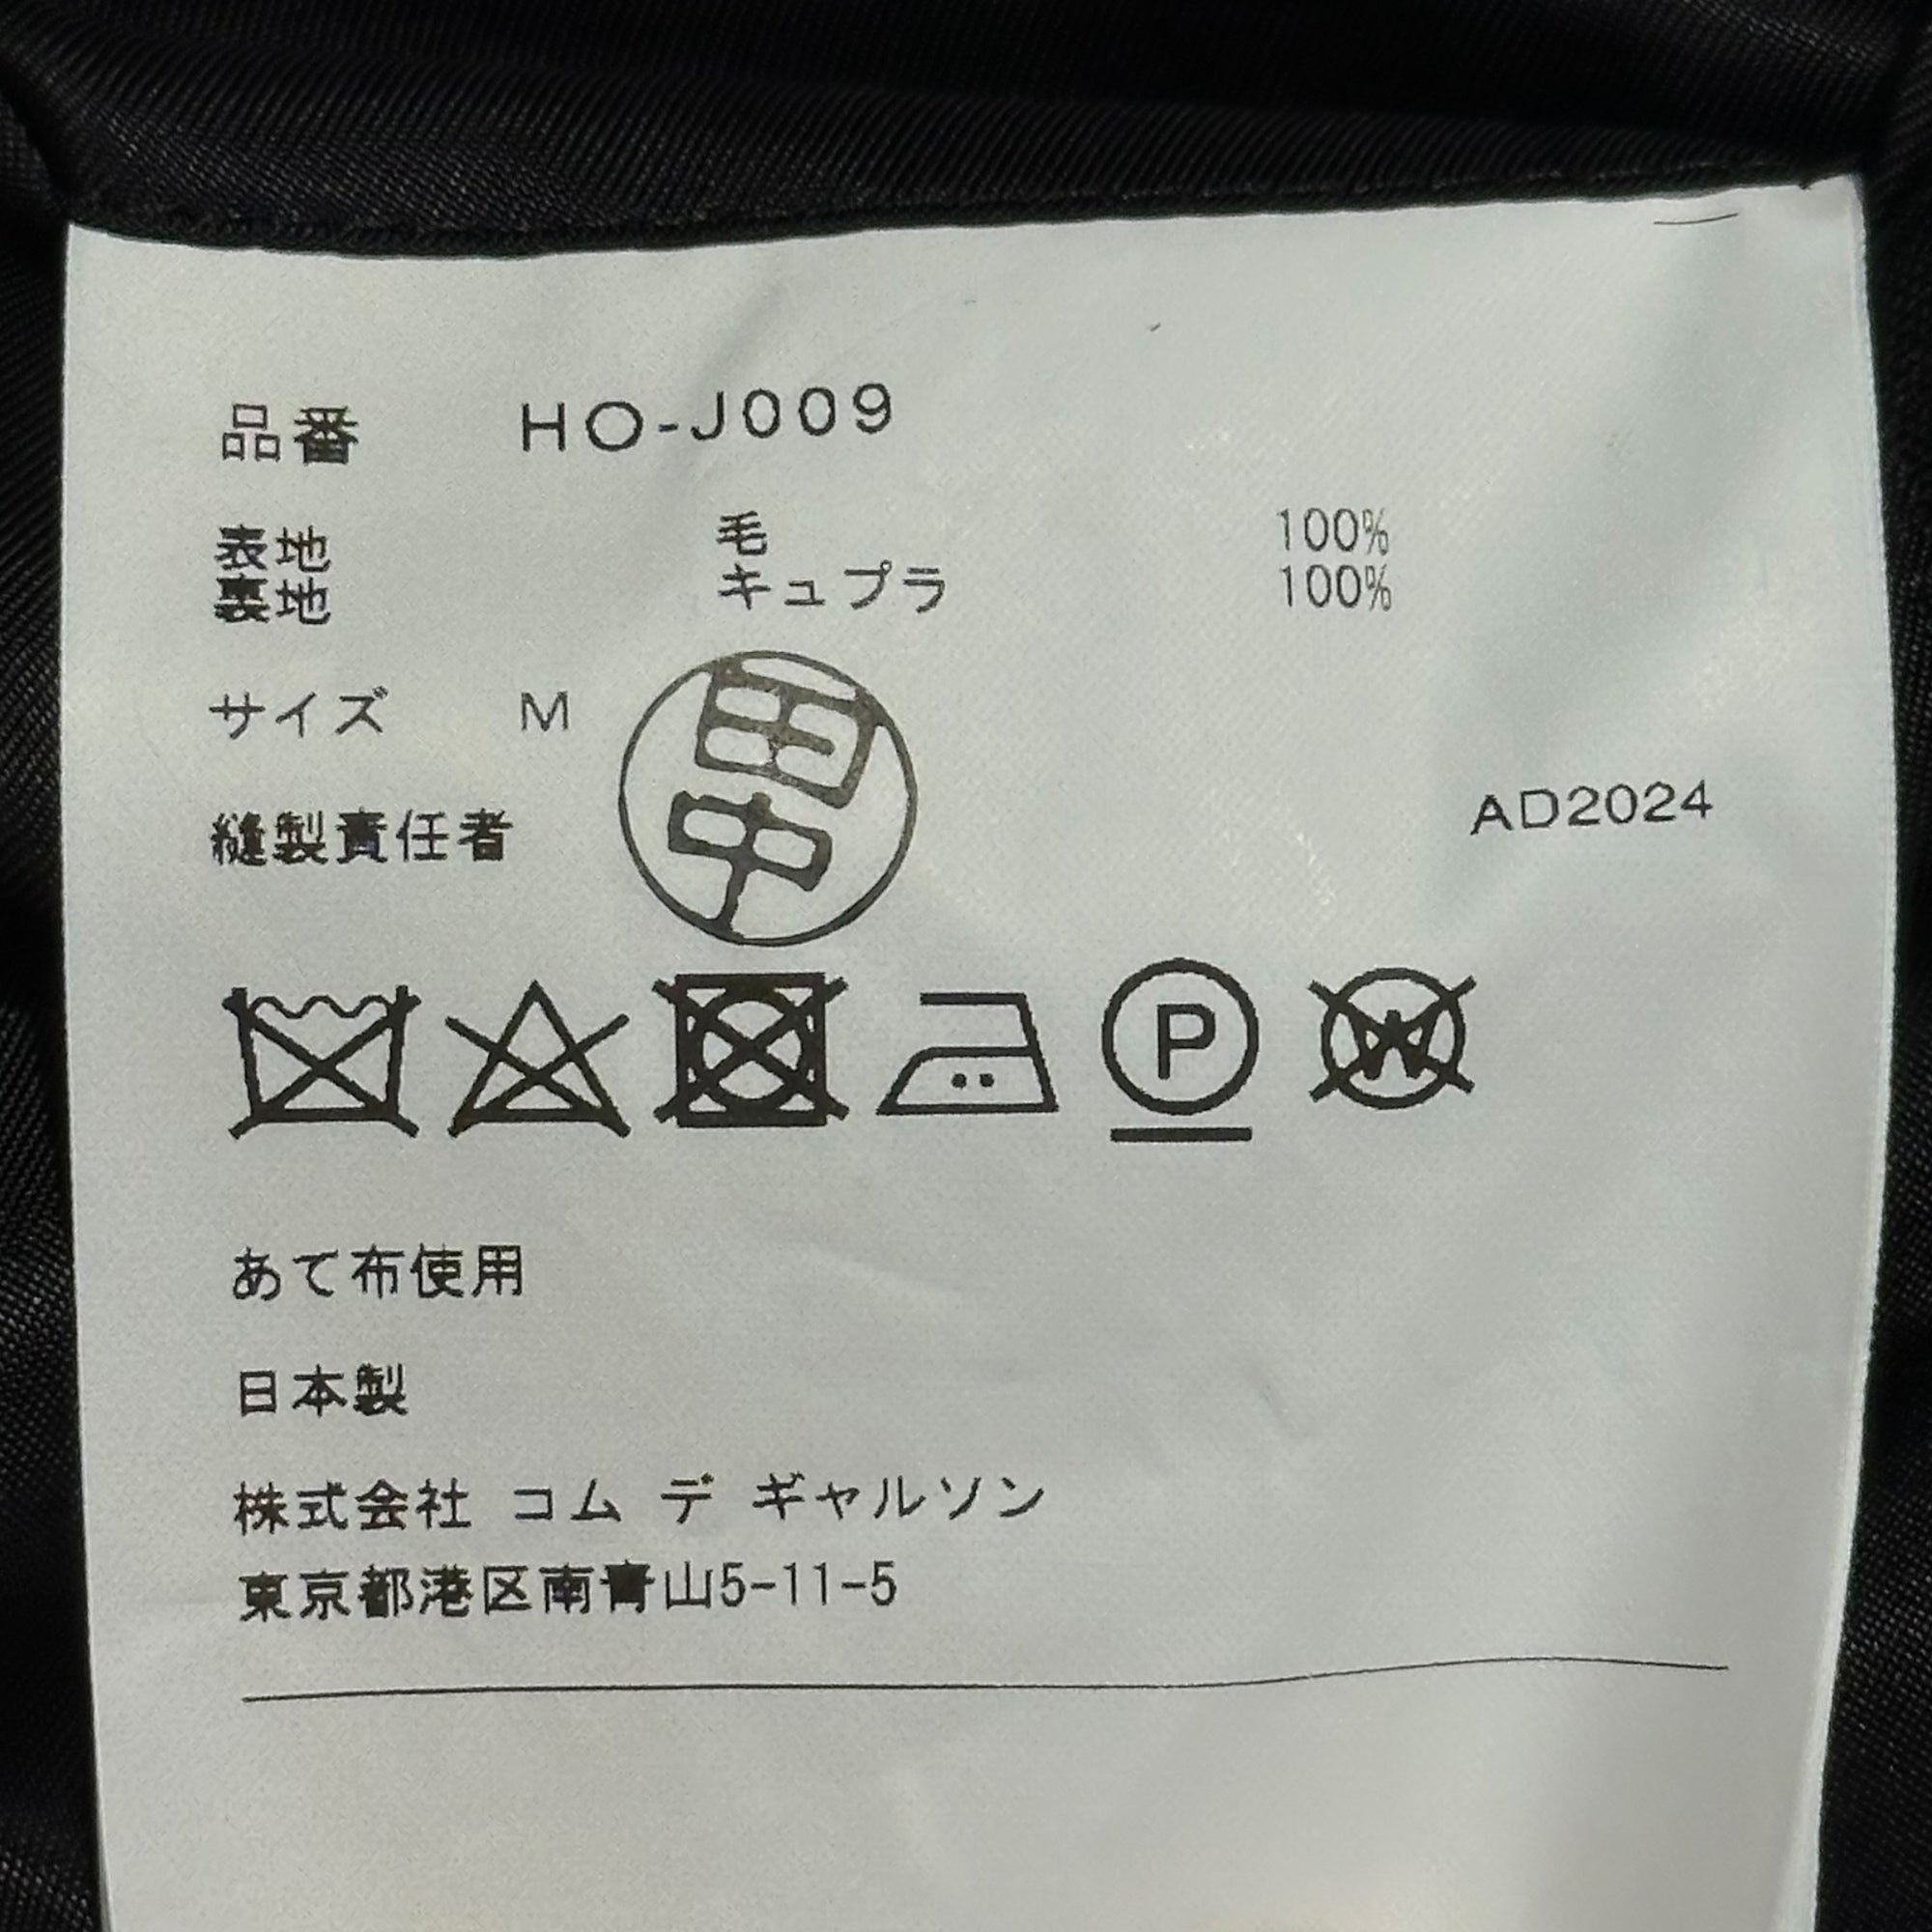 品番 HO-J009
表地 毛 100%
裏地 キュプラ 100%
サイズ M
田中
縫製責任者 AD2024
P W
あて布使用
日本製
株式会社 コム デ ギャルソン
東京都港区南青山5-11-5